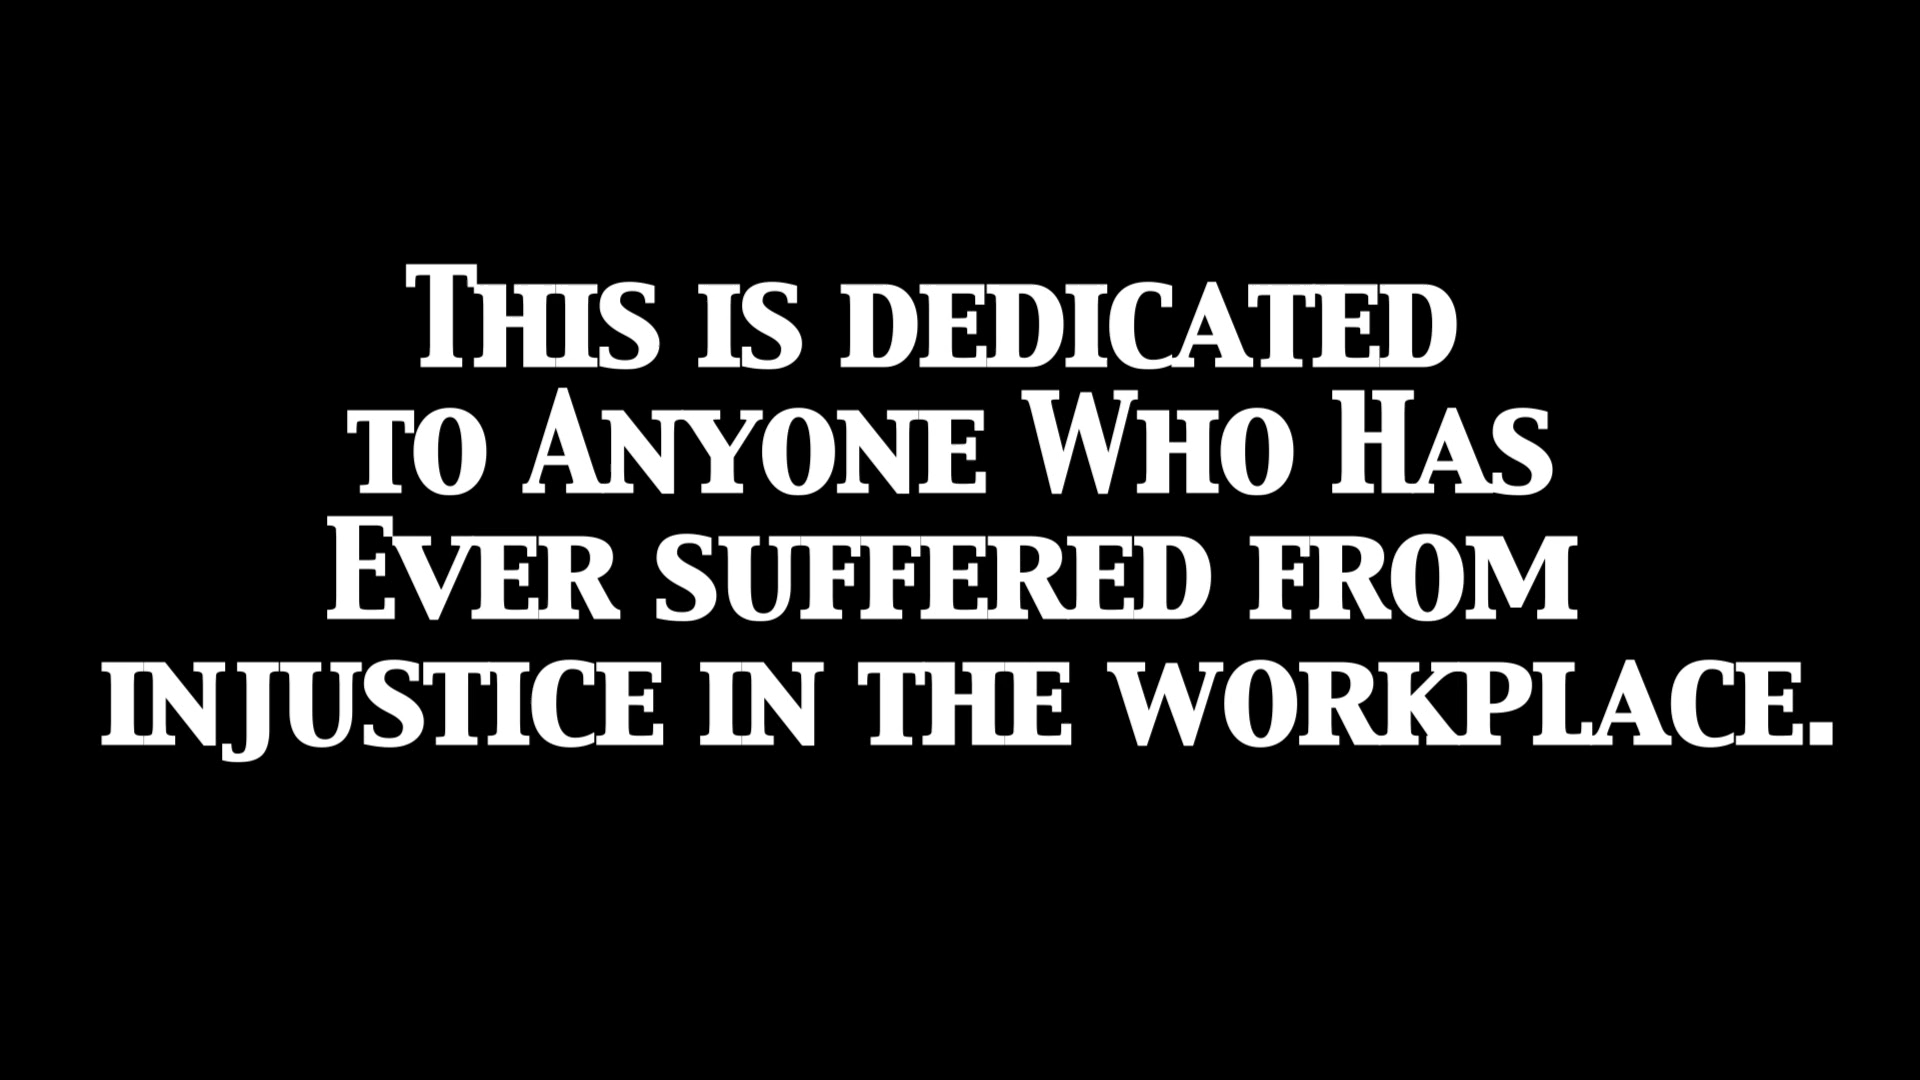 This is dedicated
to Anyone Who Has
Ever suffered from
injustice in the workplace.